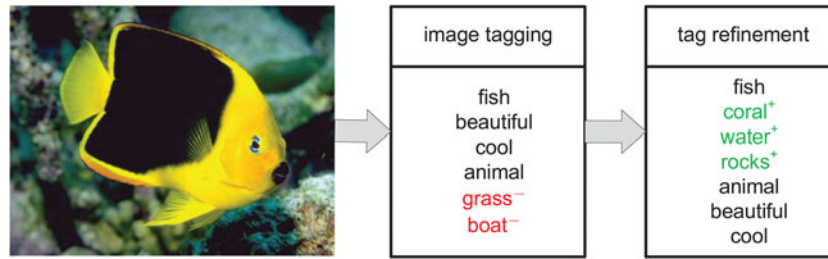 image tagging
fish
beautiful
cool
animal
grass⁻
boat⁻
tag refinement
fish
coral⁺
water⁺
rocks⁺
animal
beautiful
cool